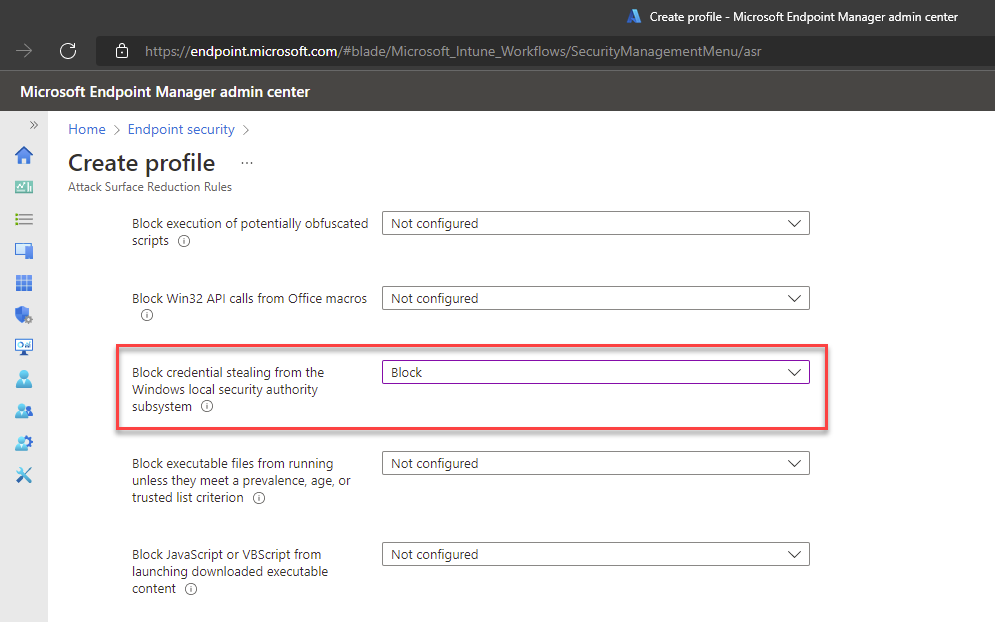 Create profile - Microsoft Endpoint Manager admin center
https://endpoint.microsoft.com/#blade/Microsoft_Intune_Workflows/SecurityManagementMenu/asr
Microsoft Endpoint Manager admin center
Home > Endpoint security >
Create profile ...
Attack Surface Reduction Rules
Block execution of potentially obfuscated
scripts
Not configured
Block Win32 API calls from Office macros
Not configured
Block credential stealing from the
Windows local security authority
subsystem
Block
Block executable files from running
unless they meet a prevalence, age, or
trusted list criterion
Not configured
Block JavaScript or VBScript from
launching downloaded executable
content
Not configured